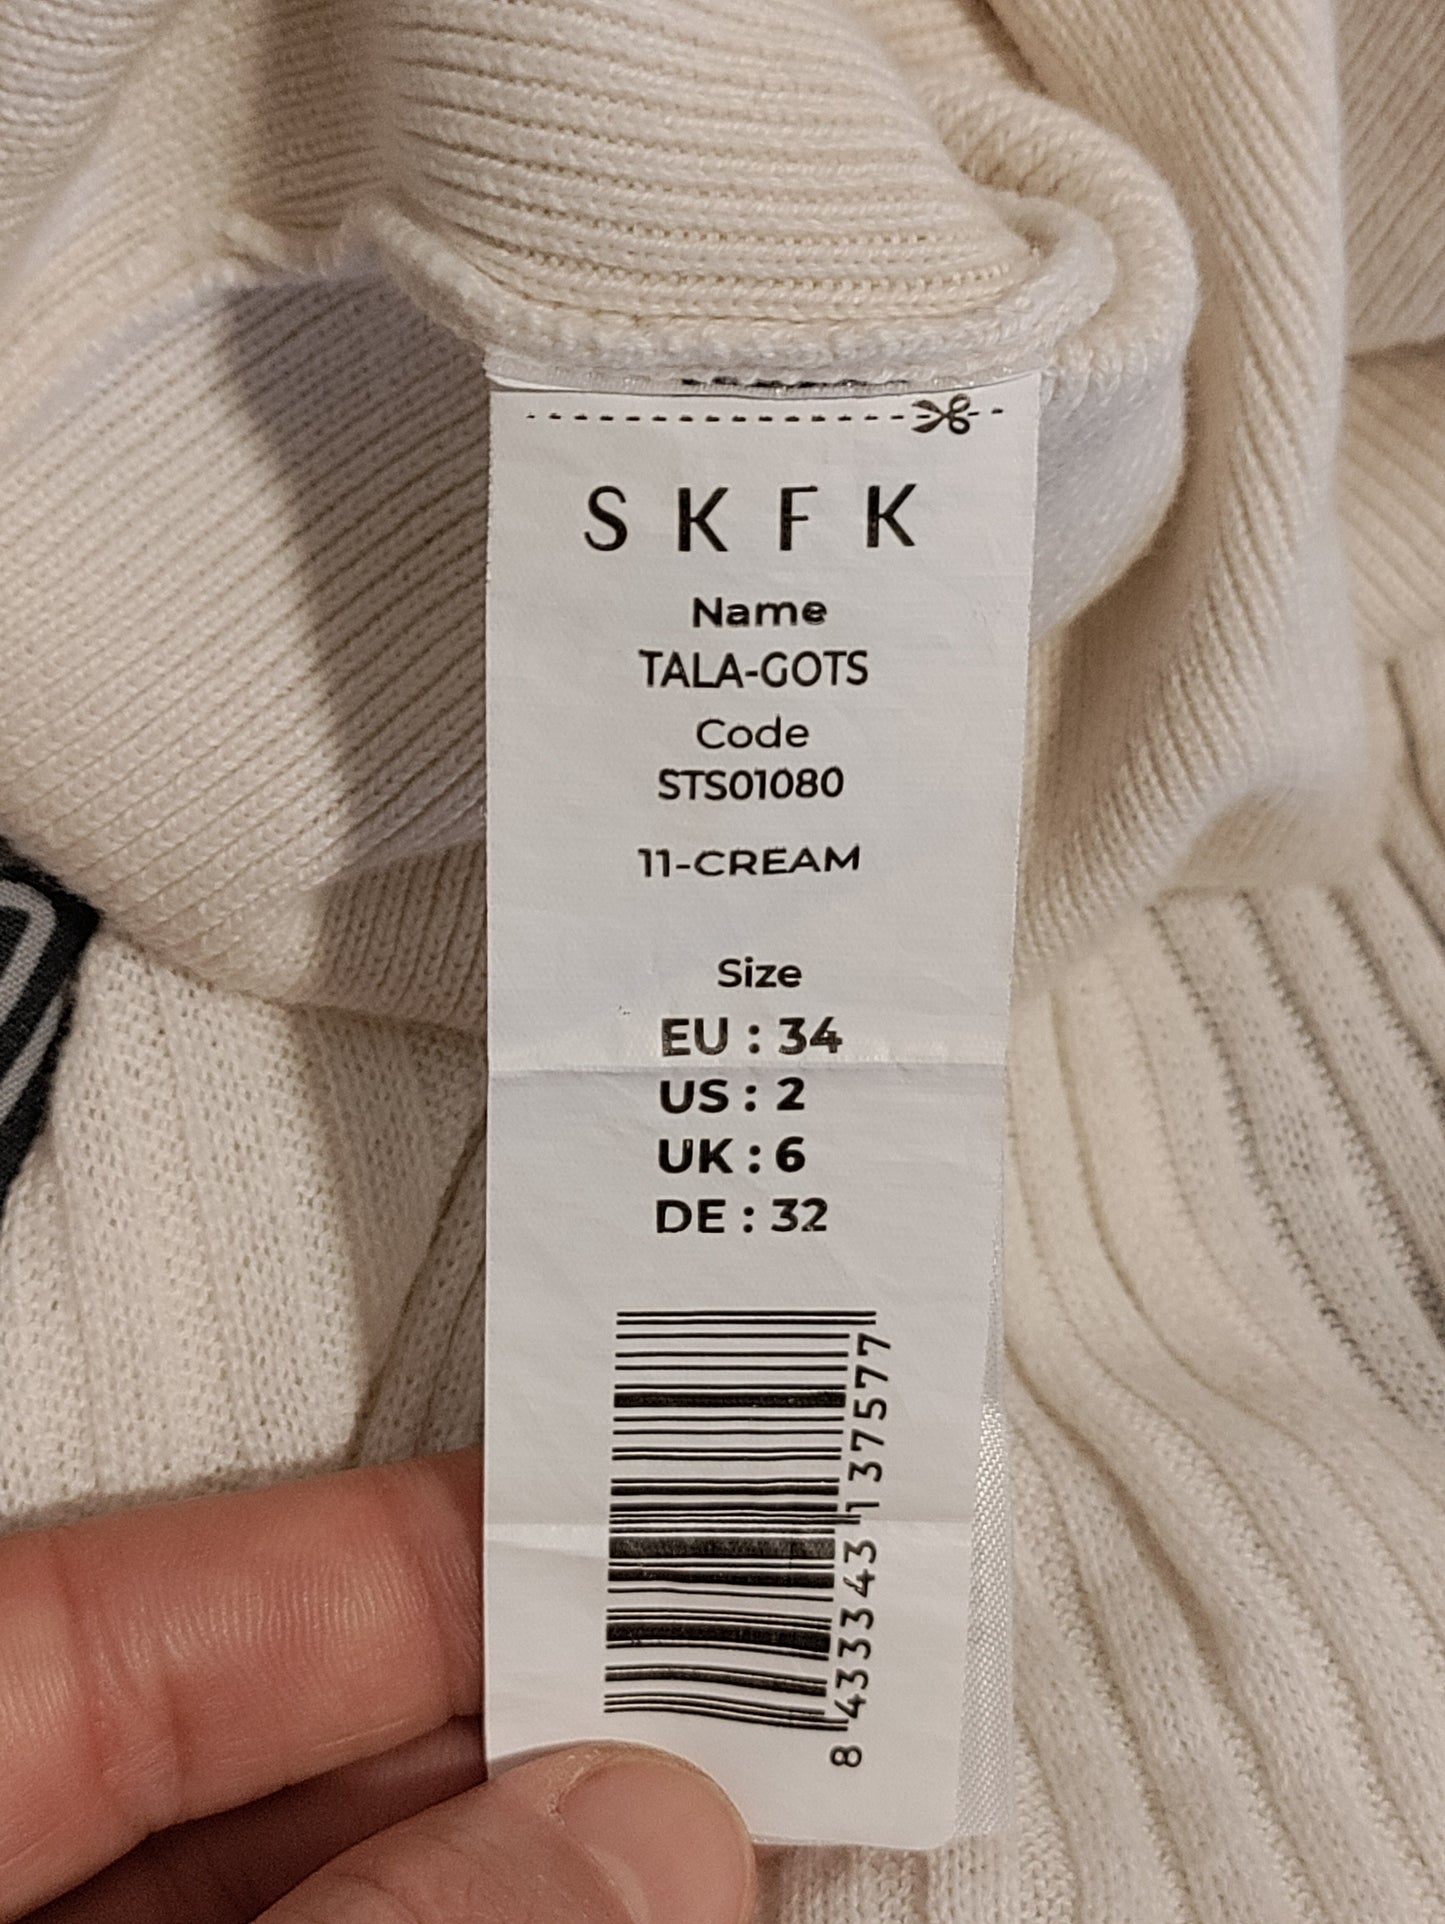 SKFK
Name
TALA-GOTS
Code
STS01080
11-CREAM
Size
EU : 34
US : 2
UK : 6
DE : 32
8 433343 137577